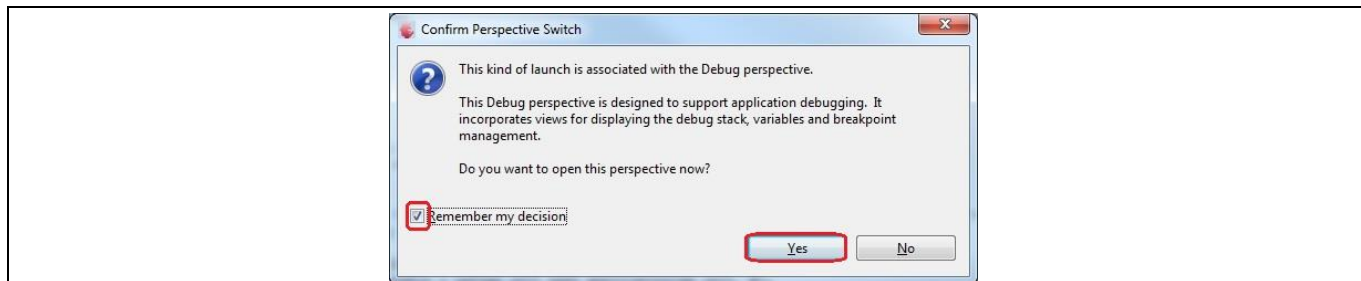 Confirm Perspective Switch
This kind of launch is associated with the Debug perspective.
This Debug perspective is designed to support application debugging. It
incorporates views for displaying the debug stack, variables and breakpoint
management.
Do you want to open this perspective now?
Remember my decision
Yes No